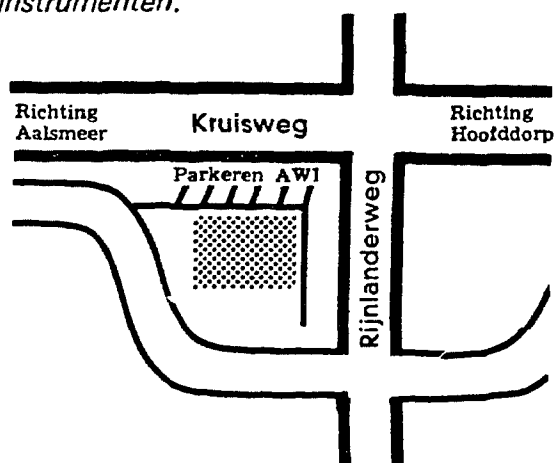 instrumenten.
Richting
Aalsmeer
Kruisweg
Richting
Hoofddorp
Parkeren AW1
Rijnlanderweg